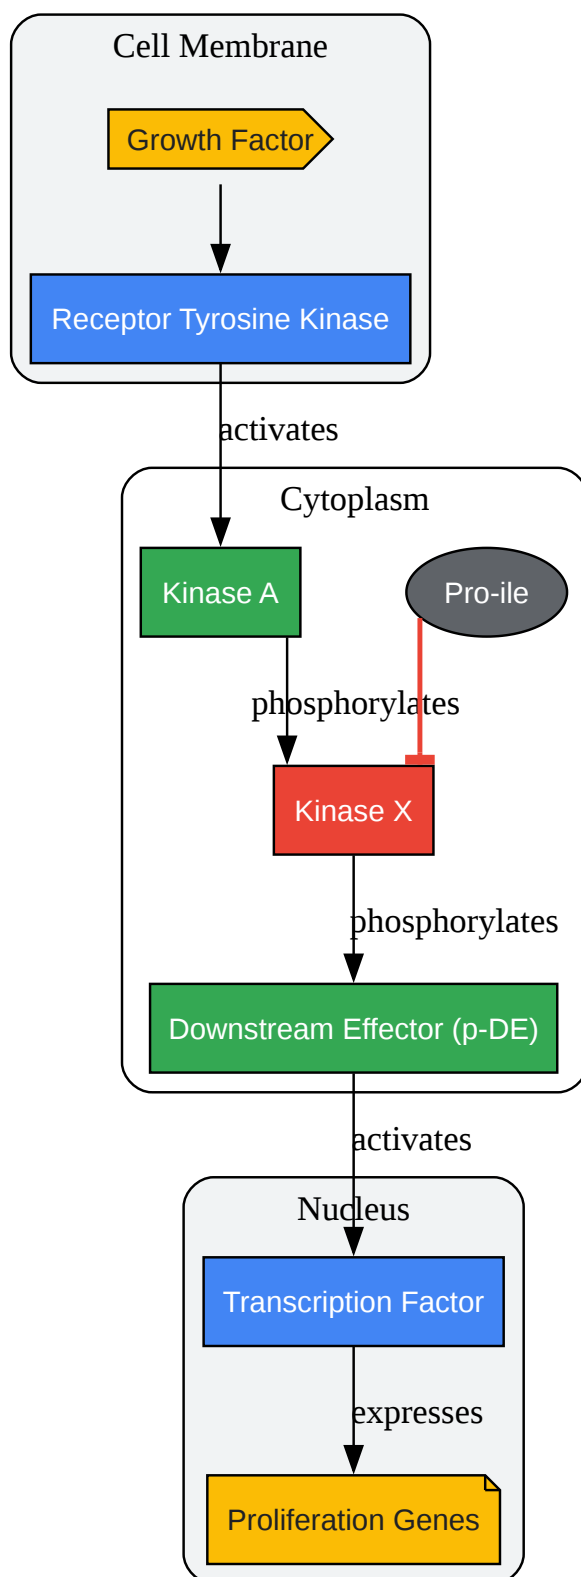 Cell Membrane
Growth Factor
Receptor Tyrosine Kinase
activates
Cytoplasm
Kinase A
Pro-ile
phosphorylates
Kinase X
phosphorylates
Downstream Effector (p-DE)
activates
Nucleus
Transcription Factor
expresses
Proliferation Genes